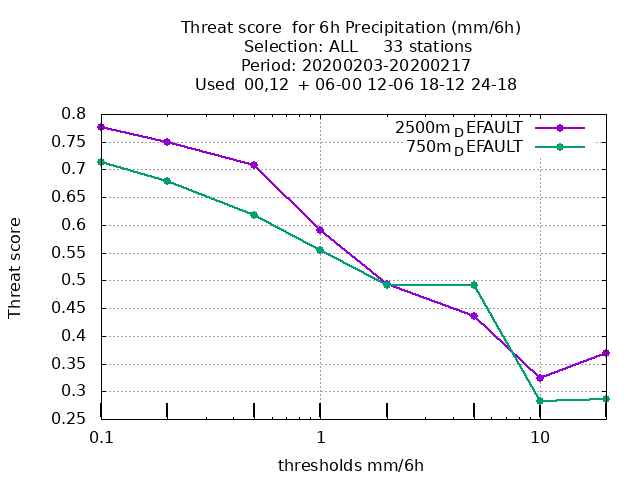 Threat score  for 6h Precipitation (mm/6h)
Selection: ALL     33 stations
Period: 20200203-20200217
Used  00,12  + 06-00 12-06 18-12 24-18
0.8
0.75
0.7
0.65
0.6
0.55
0.5
0.45
0.4
0.35
0.3
0.25
Threat score
2500mDEFAULT
750mDEFAULT
0.1 1 10
thresholds mm/6h